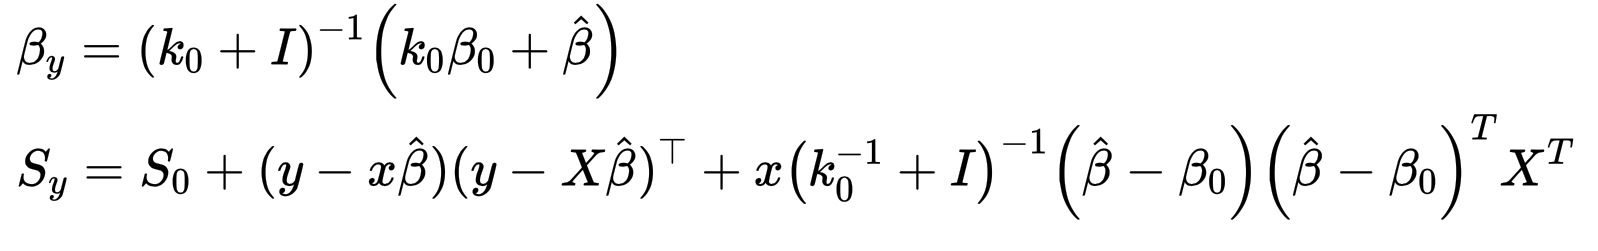 β_y = (k_0 + I)^{-1} (k_0 β_0 + \hat{β})
S_y = S_0 + (y − x\hat{β})(y − X\hat{β})^⊤ + x(k_0^{-1} + I)^{-1} (\hat{β} − β_0) (\hat{β} − β_0)^T X^T